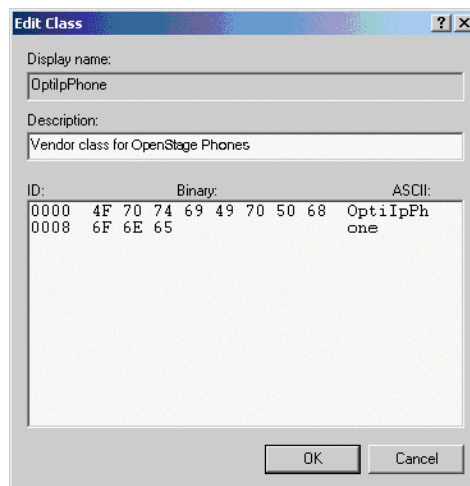 Edit Class
Display name:
OptiIpPhone
Description:
Vendor class for OpenStage Phones
ID: Binary: ASCII:
0000 4F 70 74 69 49 70 50 68 OptiIpPh
0008 6F 6E 65 one
OK Cancel